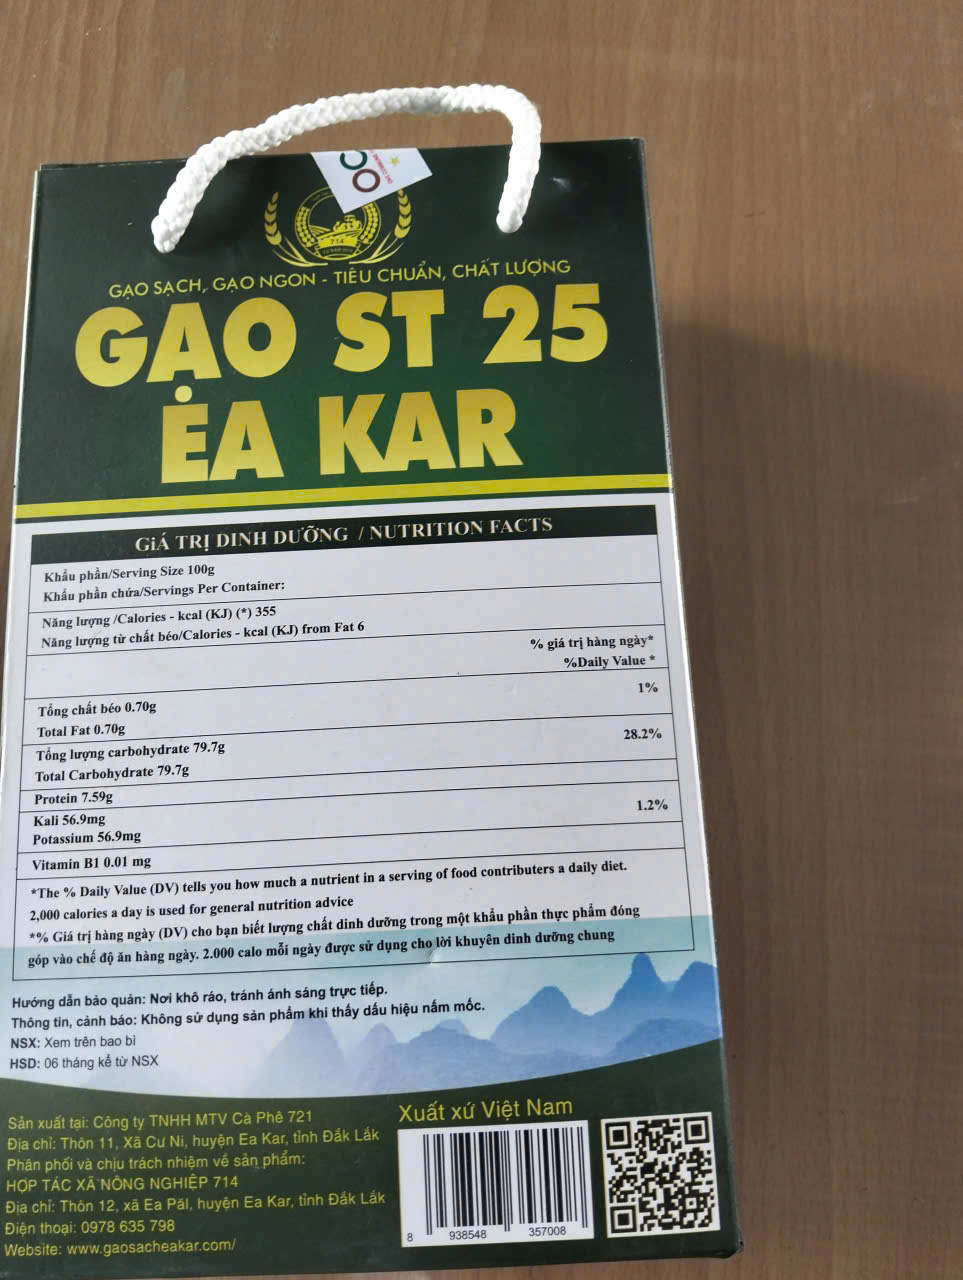 714
GẠO SẠCH, GẠO NGON - TIÊU CHUẨN, CHẤT LƯỢNG
GẠO ST 25
EA KAR
GiÁ TRỊ DINH DƯỠNG / NUTRITION FACTS
Khẩu phần/Serving Size 100g
Khẩu phần chứa/Servings Per Container:
Năng lượng /Calories - kcal (KJ) (*) 355
Năng lượng từ chất béo/Calories - kcal (KJ) from Fat 6
% giá trị hàng ngày*
%Daily Value *
Tổng chất béo 0.70g 1%
Total Fat 0.70g
Tổng lượng carbohydrate 79.7g 28.2%
Total Carbohydrate 79.7g
Protein 7.59g
Kali 56.9mg 1.2%
Potassium 56.9mg
Vitamin B1 0.01 mg
*The % Daily Value (DV) tells you how much a nutrient in a serving of food contributers a daily diet.
2,000 calories a day is used for general nutrition advice
*% Giá trị hàng ngày (DV) cho bạn biết lượng chất dinh dưỡng trong một khẩu phần thực phẩm đóng
góp vào chế độ ăn hàng ngày. 2.000 calo mỗi ngày được sử dụng cho lời khuyên dinh dưỡng chung
Hướng dẫn bảo quản: Nơi khô ráo, tránh ánh sáng trực tiếp.
Thông tin, cảnh báo: Không sử dụng sản phẩm khi thấy dấu hiệu nấm mốc.
NSX: Xem trên bao bì
HSD: 06 tháng kể từ NSX
Sản xuất tại: Công ty TNHH MTV Cà Phê 721
Địa chỉ: Thôn 11, Xã Cư Ni, huyện Ea Kar, tỉnh Đắk Lắk
Phân phối và chịu trách nhiệm về sản phẩm:
HỢP TÁC XÃ NÔNG NGHIỆP 714
Địa chỉ: Thôn 12, xã Ea Păl, huyện Ea Kar, tỉnh Đắk Lắk
Điện thoại: 0978 635 798
Website: www.gaosacheakar.com/
Xuất xứ Việt Nam
8 938548 357008